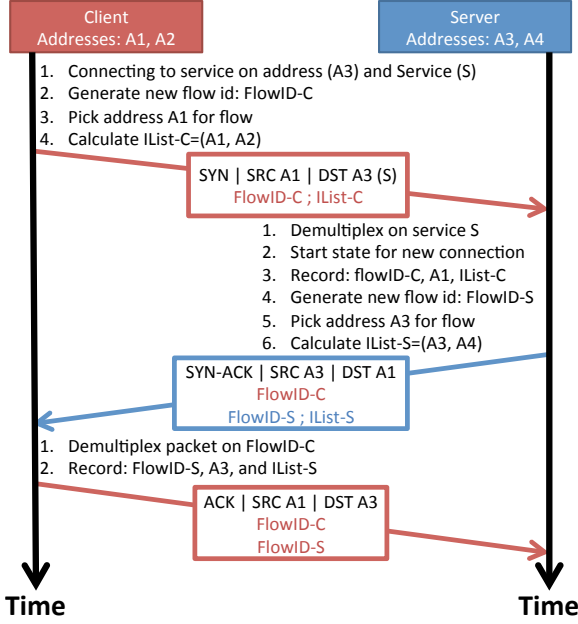 Client
Addresses: A1, A2
Server
Addresses: A3, A4
1. Connecting to service on address (A3) and Service (S)
2. Generate new flow id: FlowID-C
3. Pick address A1 for flow
4. Calculate IList-C=(A1, A2)
SYN | SRC A1 | DST A3 (S)
FlowID-C ; IList-C
1. Demultiplex on service S
2. Start state for new connection
3. Record: flowID-C, A1, IList-C
4. Generate new flow id: FlowID-S
5. Pick address A3 for flow
6. Calculate IList-S=(A3, A4)
SYN-ACK | SRC A3 | DST A1
FlowID-C
FlowID-S ; IList-S
1. Demultiplex packet on FlowID-C
2. Record: FlowID-S, A3, and IList-S
ACK | SRC A1 | DST A3
FlowID-C
FlowID-S
Time
Time